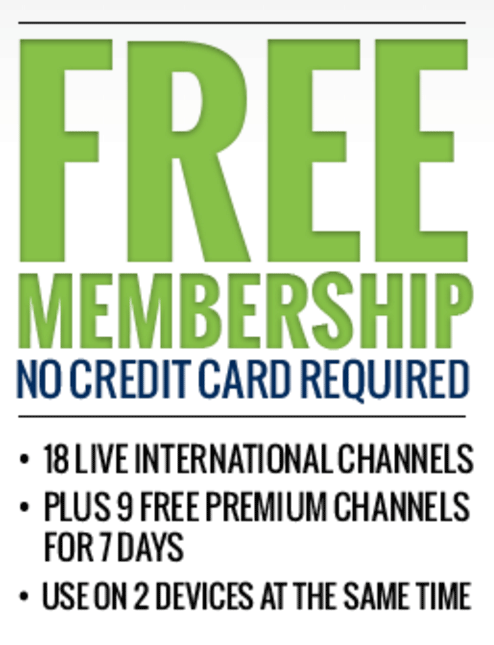 FREE
MEMBERSHIP
NO CREDIT CARD REQUIRED
• 18 LIVE INTERNATIONAL CHANNELS
• PLUS 9 FREE PREMIUM CHANNELS
FOR 7 DAYS
• USE ON 2 DEVICES AT THE SAME TIME